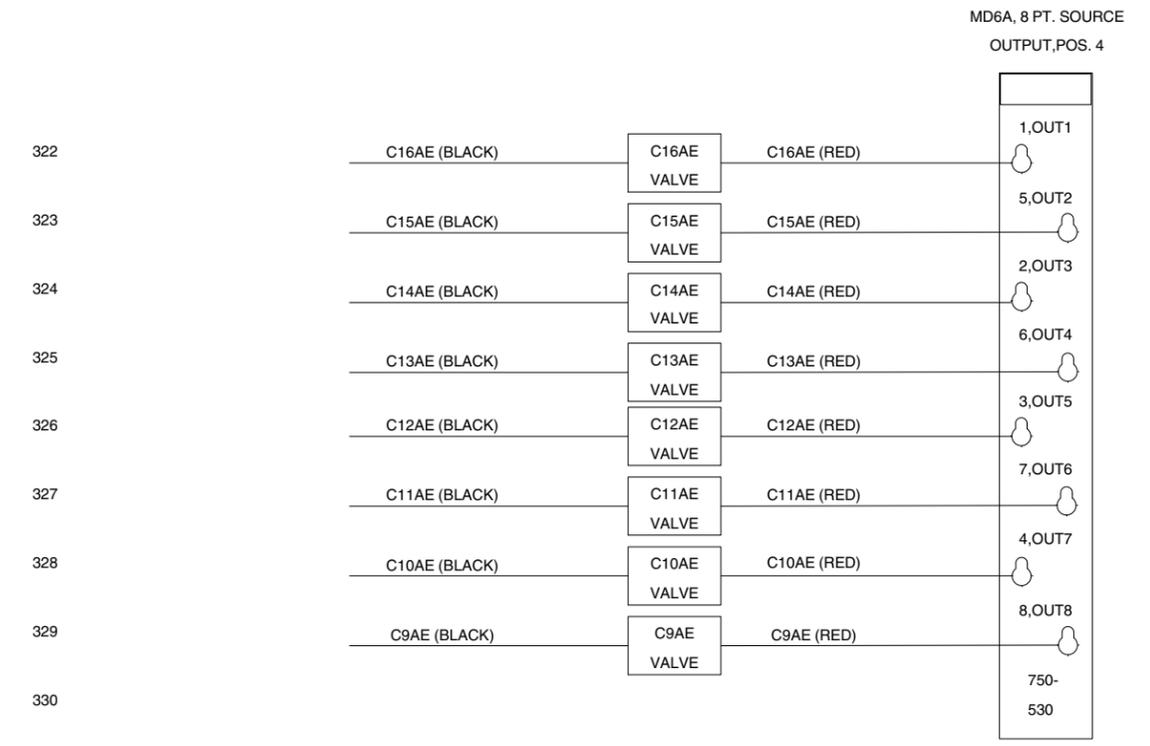 MD6A, 8 PT. SOURCE
OUTPUT,POS. 4
1,OUT1
322
C16AE (BLACK)
C16AE
VALVE
C16AE (RED)
5,OUT2
323
C15AE (BLACK)
C15AE
VALVE
C15AE (RED)
2,OUT3
324
C14AE (BLACK)
C14AE
VALVE
C14AE (RED)
6,OUT4
325
C13AE (BLACK)
C13AE
VALVE
C13AE (RED)
3,OUT5
326
C12AE (BLACK)
C12AE
VALVE
C12AE (RED)
7,OUT6
327
C11AE (BLACK)
C11AE
VALVE
C11AE (RED)
4,OUT7
328
C10AE (BLACK)
C10AE
VALVE
C10AE (RED)
8,OUT8
329
C9AE (BLACK)
C9AE
VALVE
C9AE (RED)
750-
530
330